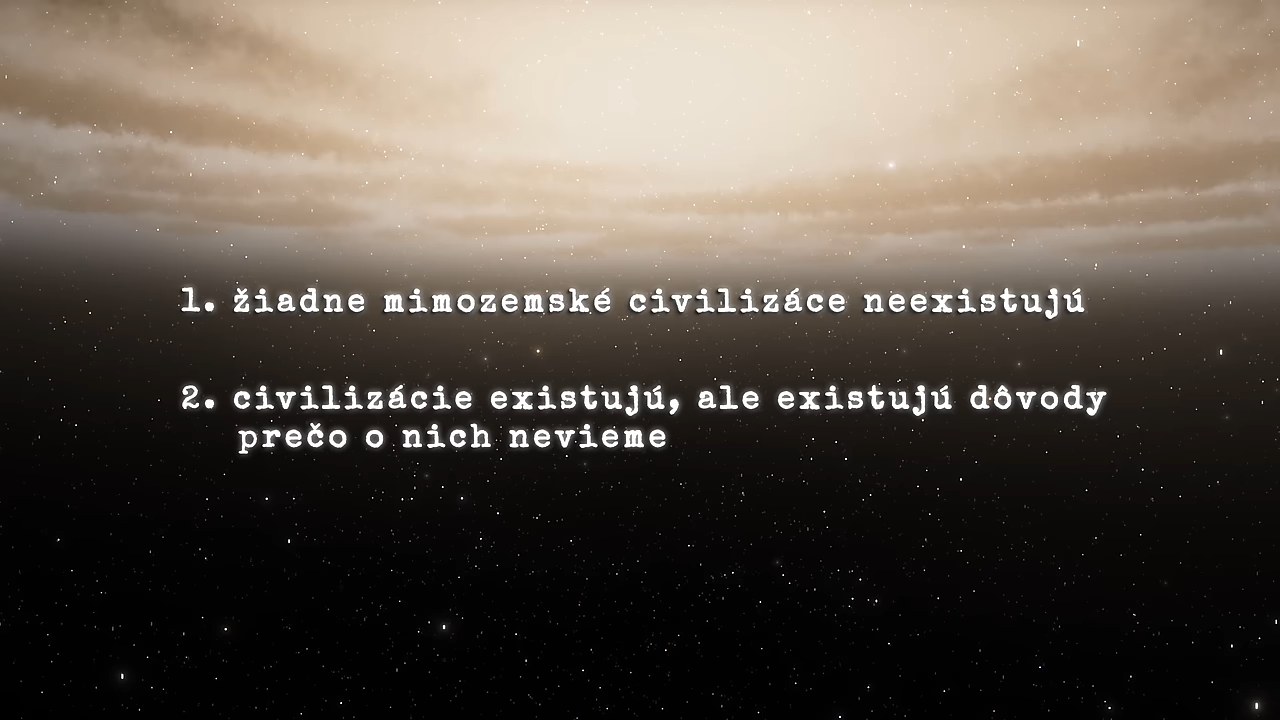 1. žiadne mimozemské civilizáce neexistujú
2. civilizácie existujú, ale existujú dôvody
prečo o nich nevieme